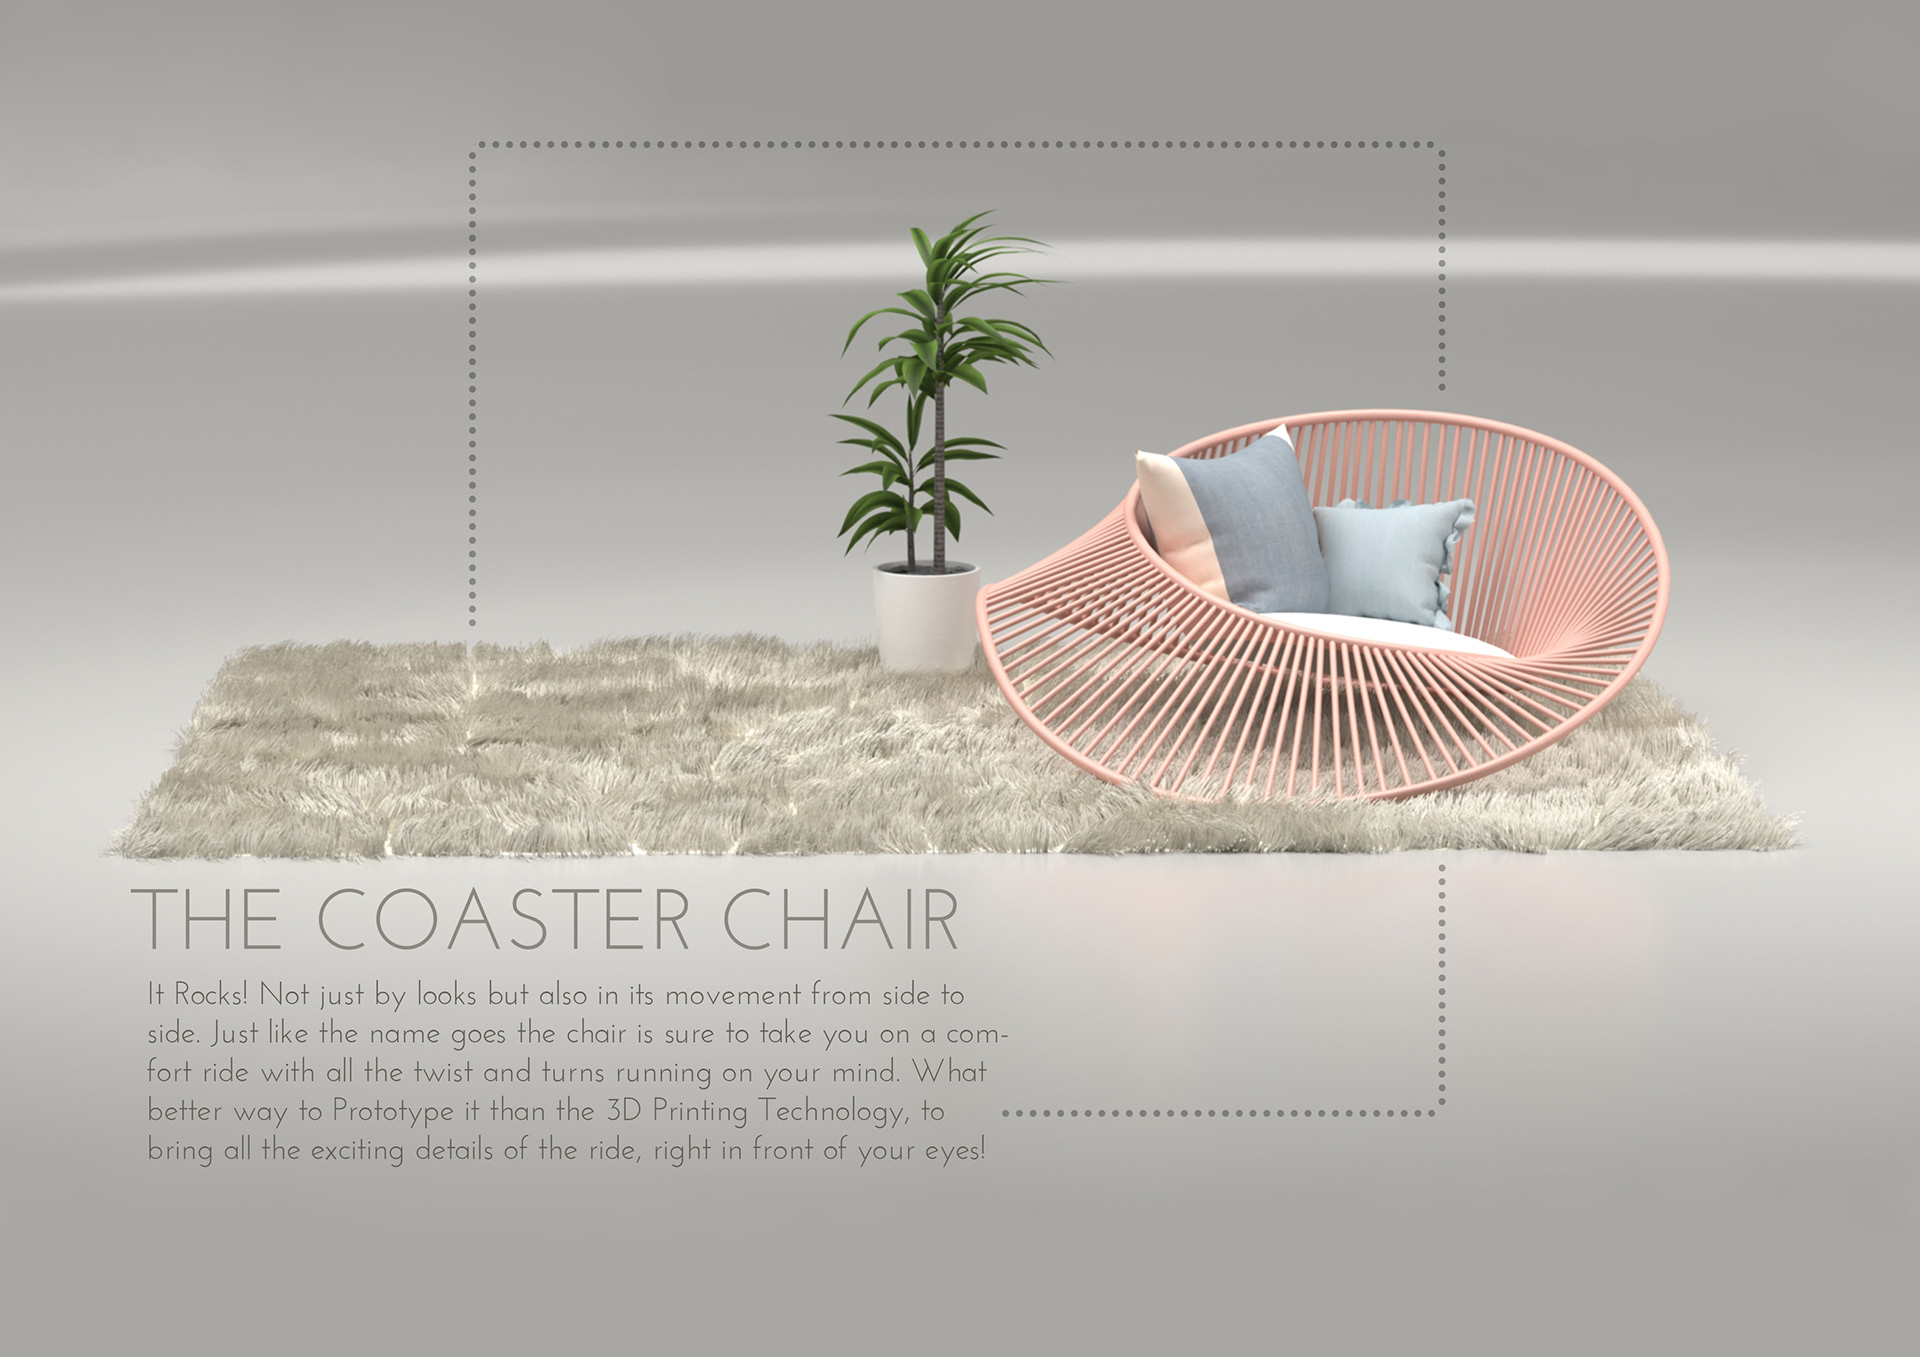 THE COASTER CHAIR
It Rocks! Not just by looks but also in its movement from side to
side. Just like the name goes the chair is sure to take you on a com-
fort ride with all the twist and turns running on your mind. What
better way to Prototype it than the 3D Printing Technology, to
bring all the exciting details of the ride, right in front of your eyes!